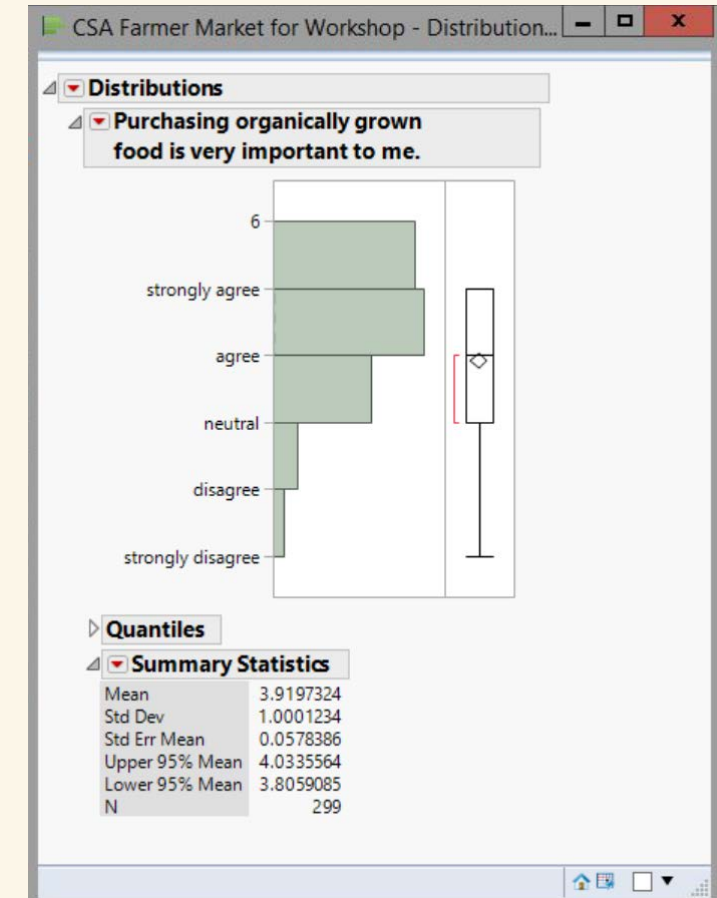 CSA Farmer Market for Workshop - Distribution...
Distributions
Purchasing organically grown
food is very important to me.
6
strongly agree
agree
neutral
disagree
strongly disagree
Quantiles
Summary Statistics
Mean 3.9197324
Std Dev 1.0001234
Std Err Mean 0.0578386
Upper 95% Mean 4.0335564
Lower 95% Mean 3.8059085
N 299